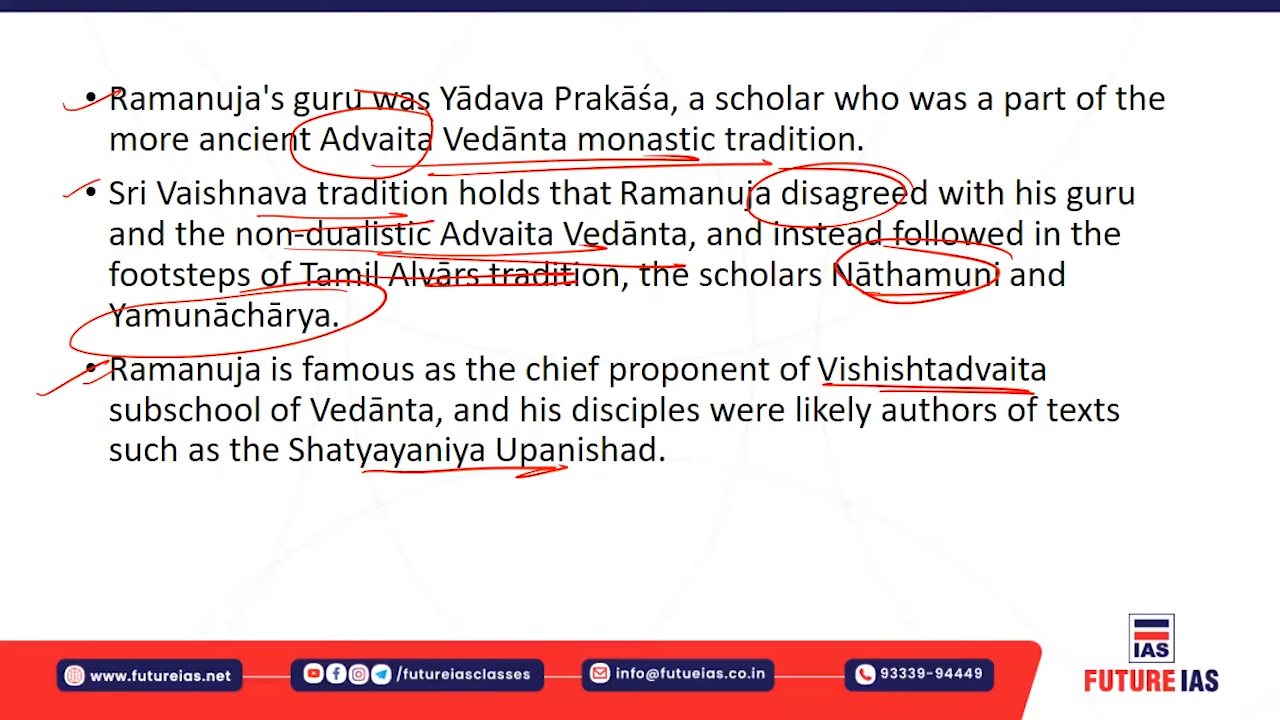 • Ramanuja's guru was Yādava Prakāśa, a scholar who was a part of the
more ancient Advaita Vedānta monastic tradition.
• Sri Vaishnava tradition holds that Ramanuja disagreed with his guru
and the non-dualistic Advaita Vedānta, and instead followed in the
footsteps of Tamil Alvārs tradition, the scholars Nāthamuni and
Yamunāchārya.
• Ramanuja is famous as the chief proponent of Vishishtadvaita
subschool of Vedānta, and his disciples were likely authors of texts
such as the Shatyayaniya Upanishad.
IAS
FUTURE IAS
www.futureias.net
/futureiasclasses
info@futueias.co.in
93339-94449